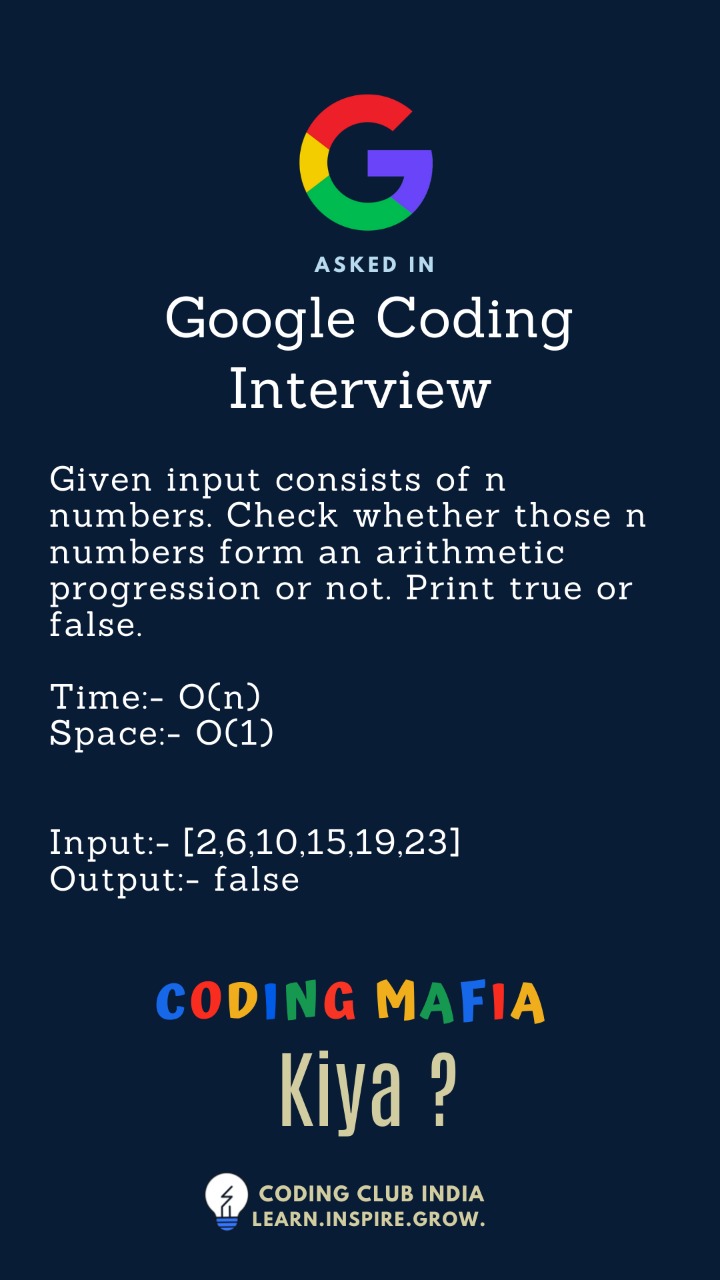 ASKED IN
Google Coding
Interview
Given input consists of n
numbers. Check whether those n
numbers form an arithmetic
progression or not. Print true or
false.
Time:- O(n)
Space:- O(1)
Input:- [2,6,10,15,19,23]
Output:- false
CODING MAFIA
Kiya ?
CODING CLUB INDIA
LEARN.INSPIRE.GROW.